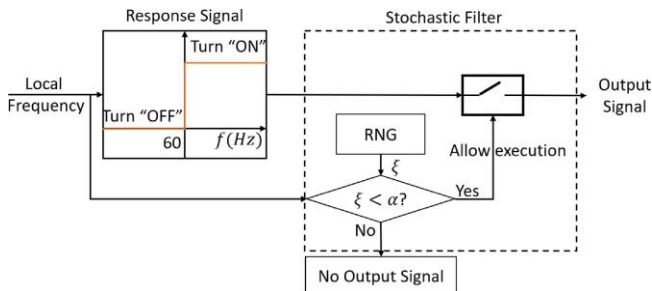 Response Signal
Stochastic Filter
Turn “ON”
Local
Frequency
Turn “OFF”
60
f(Hz)
Output
Signal
RNG
Allow execution
ξ
ξ < α?
Yes
No
No Output Signal